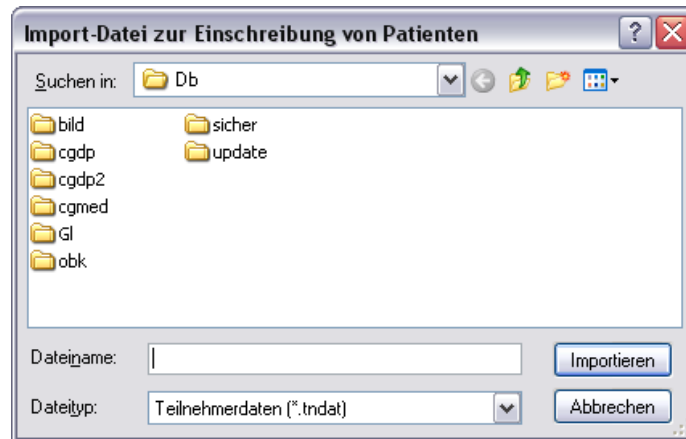 Import-Datei zur Einschreibung von Patienten
Suchen in: Db
bild
cgdp
cgdp2
cgmed
Gl
obk
sicher
update
Dateiname:
Importieren
Dateityp: Teilnehmerdaten (*.tndat)
Abbrechen